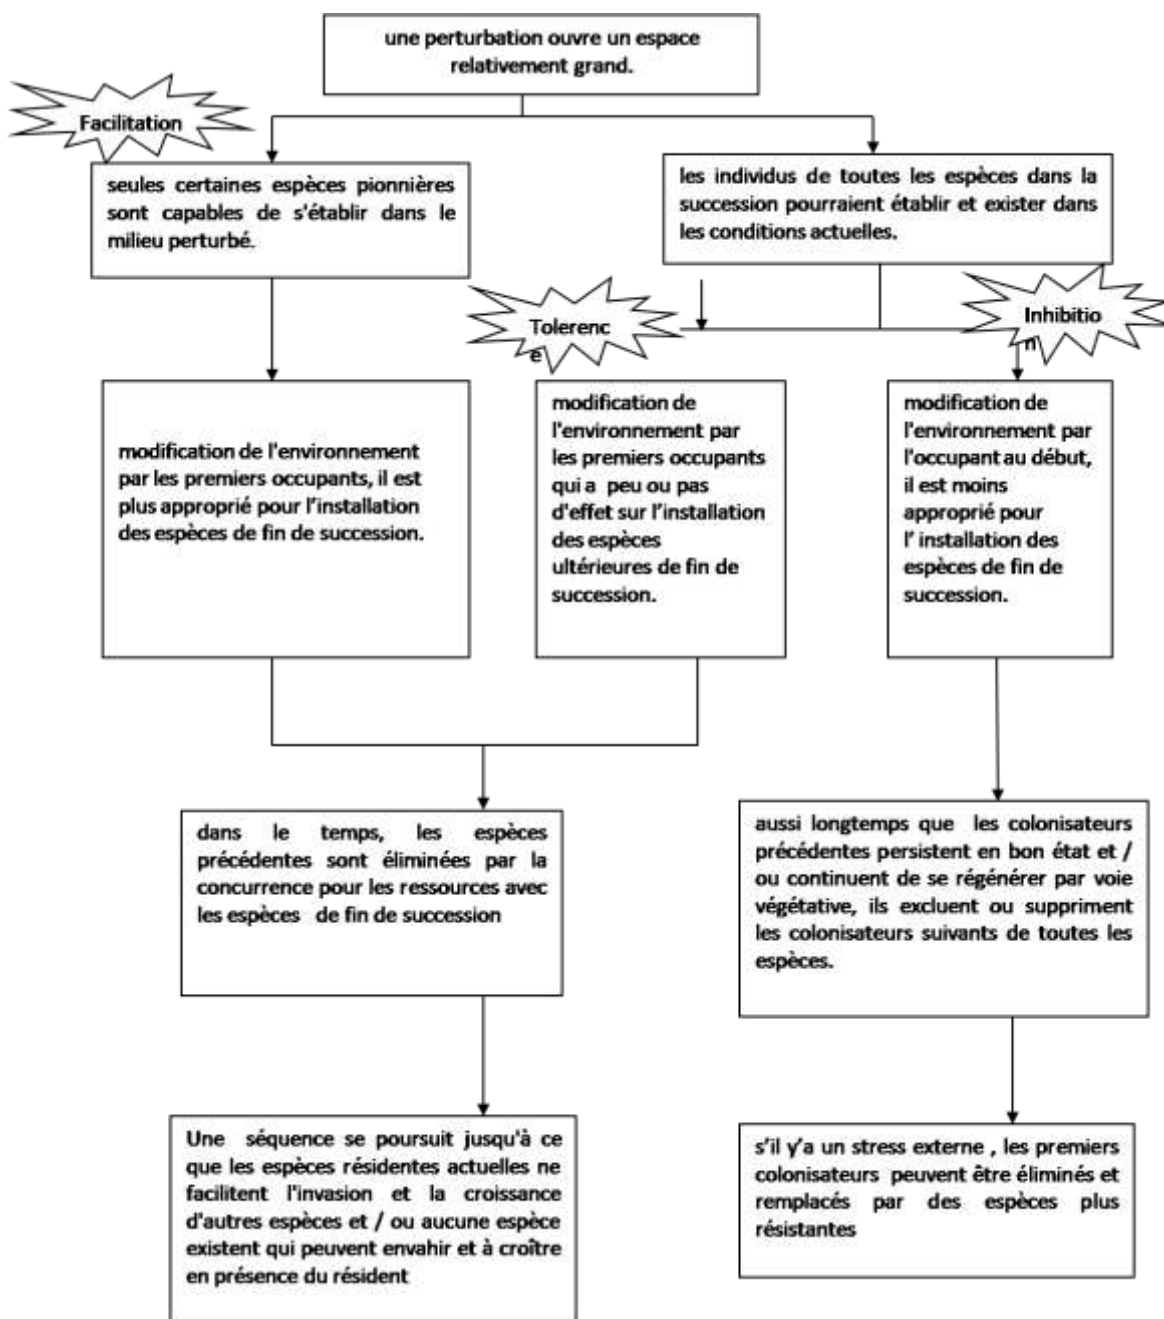 une perturbation ouvre un espace
relativement grand.
Facilitation
seules certaines espèces pionnières
sont capables de s'établir dans le
milieu perturbé.
les individus de toutes les espèces dans la
succession pourraient établir et exister dans
les conditions actuelles.
Tolerenc
e
Inhibitio
n
modification de l'environnement
par les premiers occupants, il est
plus approprié pour l'installation
des espèces de fin de succession.
modification de
l'environnement par
les premiers occupants
qui a peu ou pas
d'effet sur l'installation
des espèces
ultérieures de fin de
succession.
modification de
l'environnement par
l'occupant au début,
il est moins
approprié pour
l' installation des
espèces de fin de
succession.
dans le temps, les espèces
précédentes sont éliminées par la
concurrence pour les ressources avec
les espèces de fin de succession
aussi longtemps que les colonisateurs
précédentes persistent en bon état et /
ou continuent de se régénérer par voie
végétative, ils excluent ou suppriment
les colonisateurs suivants de toutes les
espèces.
Une séquence se poursuit jusqu'à ce
que les espèces résidentes actuelles ne
facilitent l'invasion et la croissance
d'autres espèces et / ou aucune espèce
existent qui peuvent envahir et à croître
en présence du résident
s'il y'a un stress externe , les premiers
colonisateurs peuvent être éliminés et
remplacés par des espèces plus
résistantes